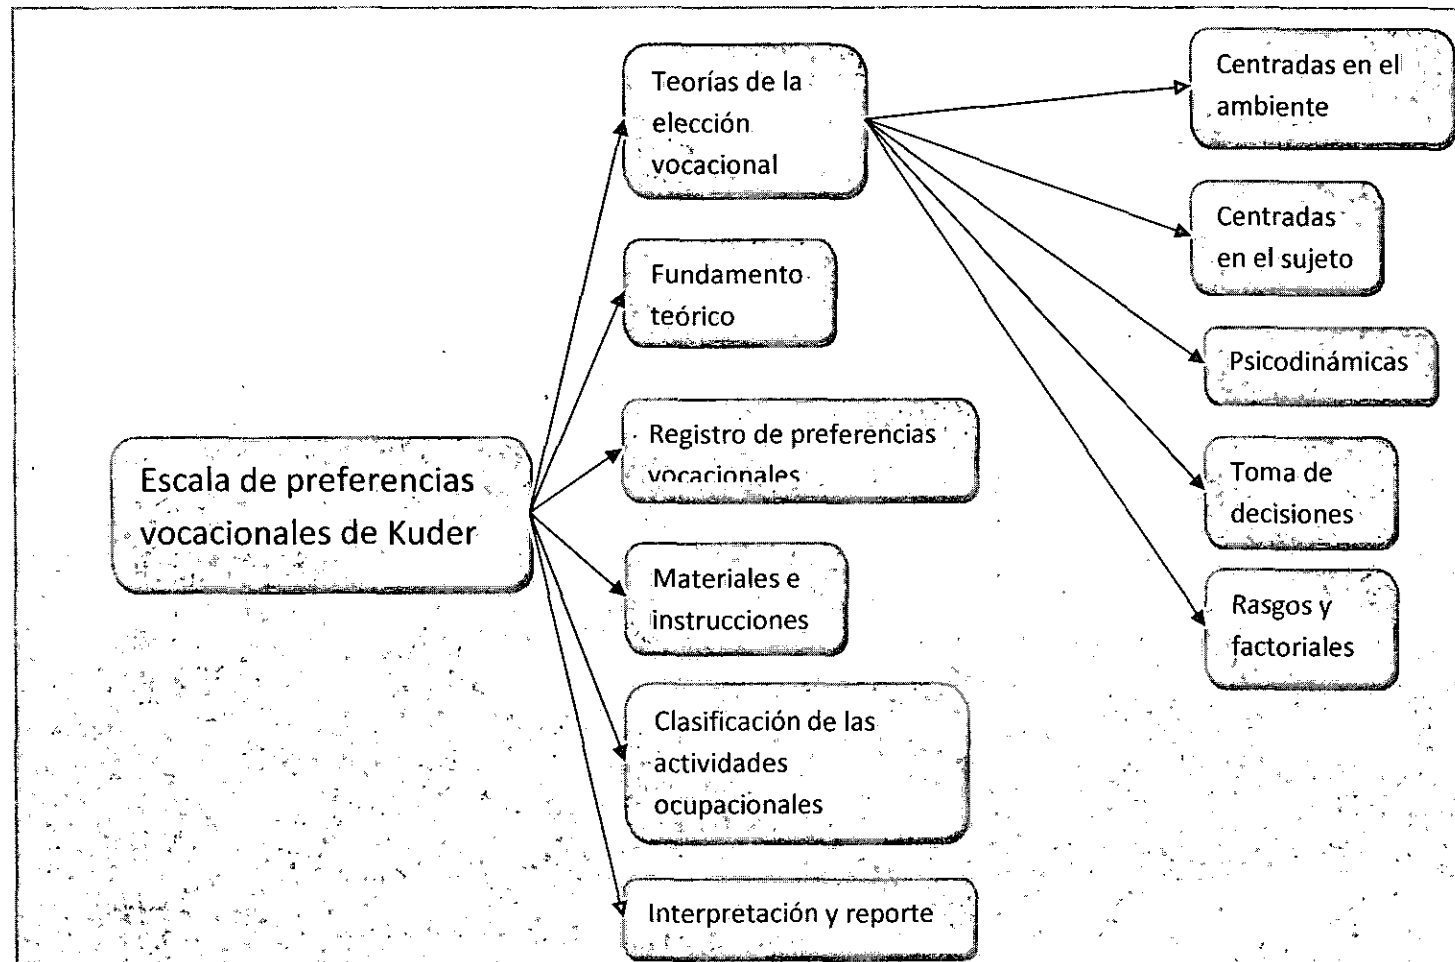 Escala de preferencias
vocacionales de Kuder
Teorías de la
elección
vocacional
Fundamento
teórico
Registro de preferencias
vocacionales
Materiales e
instrucciones
Clasificación de las
actividades
ocupacionales
Interpretación y reporte
Centradas en el
ambiente
Centradas
en el sujeto
Psicodinámicas
Toma de
decisiones
Rasgos y
factoriales